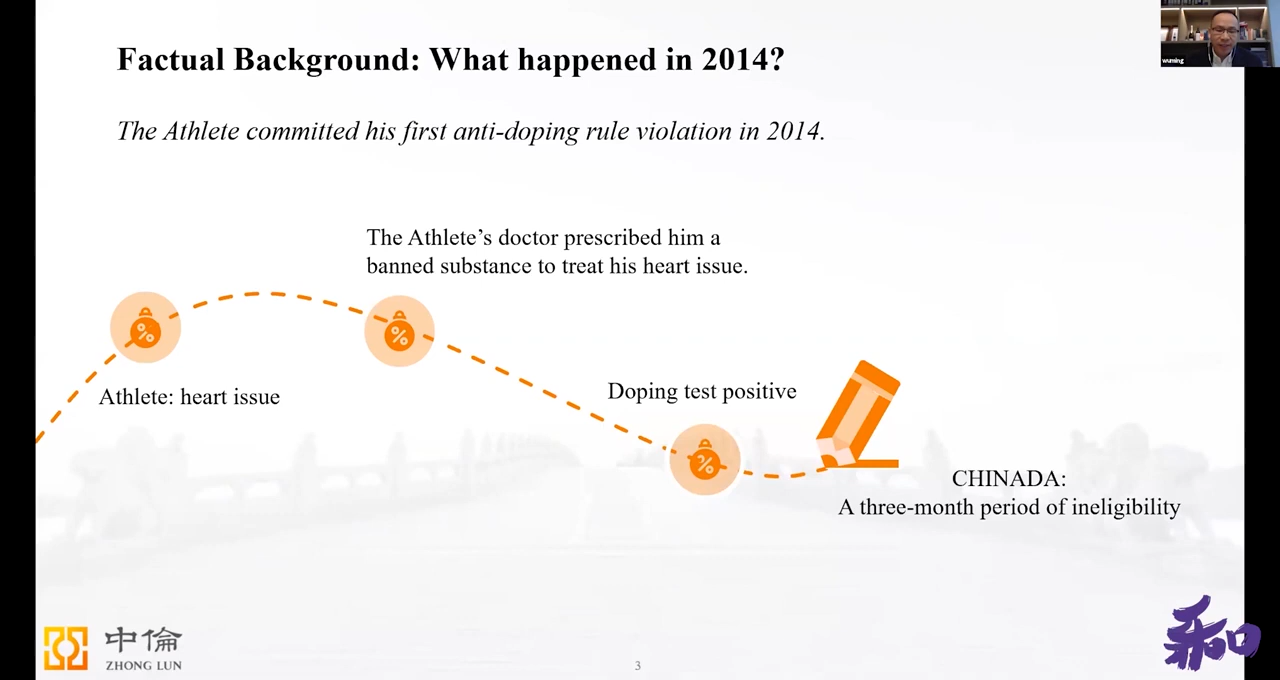 Factual Background: What happened in 2014?
wuming
The Athlete committed his first anti-doping rule violation in 2014.
The Athlete’s doctor prescribed him a
banned substance to treat his heart issue.
%
%
Athlete: heart issue
Doping test positive
%
CHINADA:
A three-month period of ineligibility
中倫
ZHONG LUN
3
和